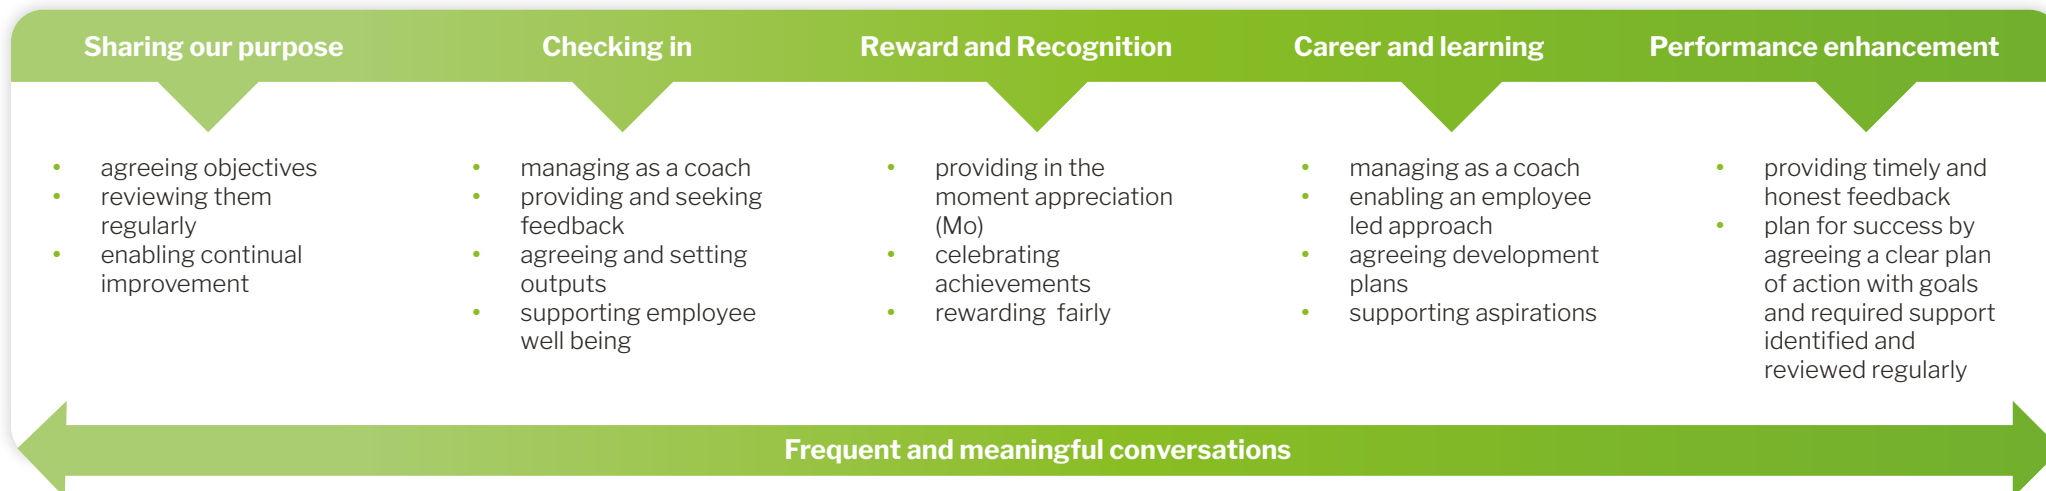 Sharing our purpose
Checking in
Reward and Recognition
Career and learning
Performance enhancement
• agreeing objectives
• reviewing them
regularly
• enabling continual
improvement
• managing as a coach
• providing and seeking
feedback
• agreeing and setting
outputs
• supporting employee
well being
• providing in the
moment appreciation
(Mo)
• celebrating
achievements
• rewarding  fairly
• managing as a coach
• enabling an employee
led approach
• agreeing development
plans
• supporting aspirations
• providing timely and
honest feedback
• plan for success by
agreeing a clear plan
of action with goals
and required support
identified and
reviewed regularly
Frequent and meaningful conversations